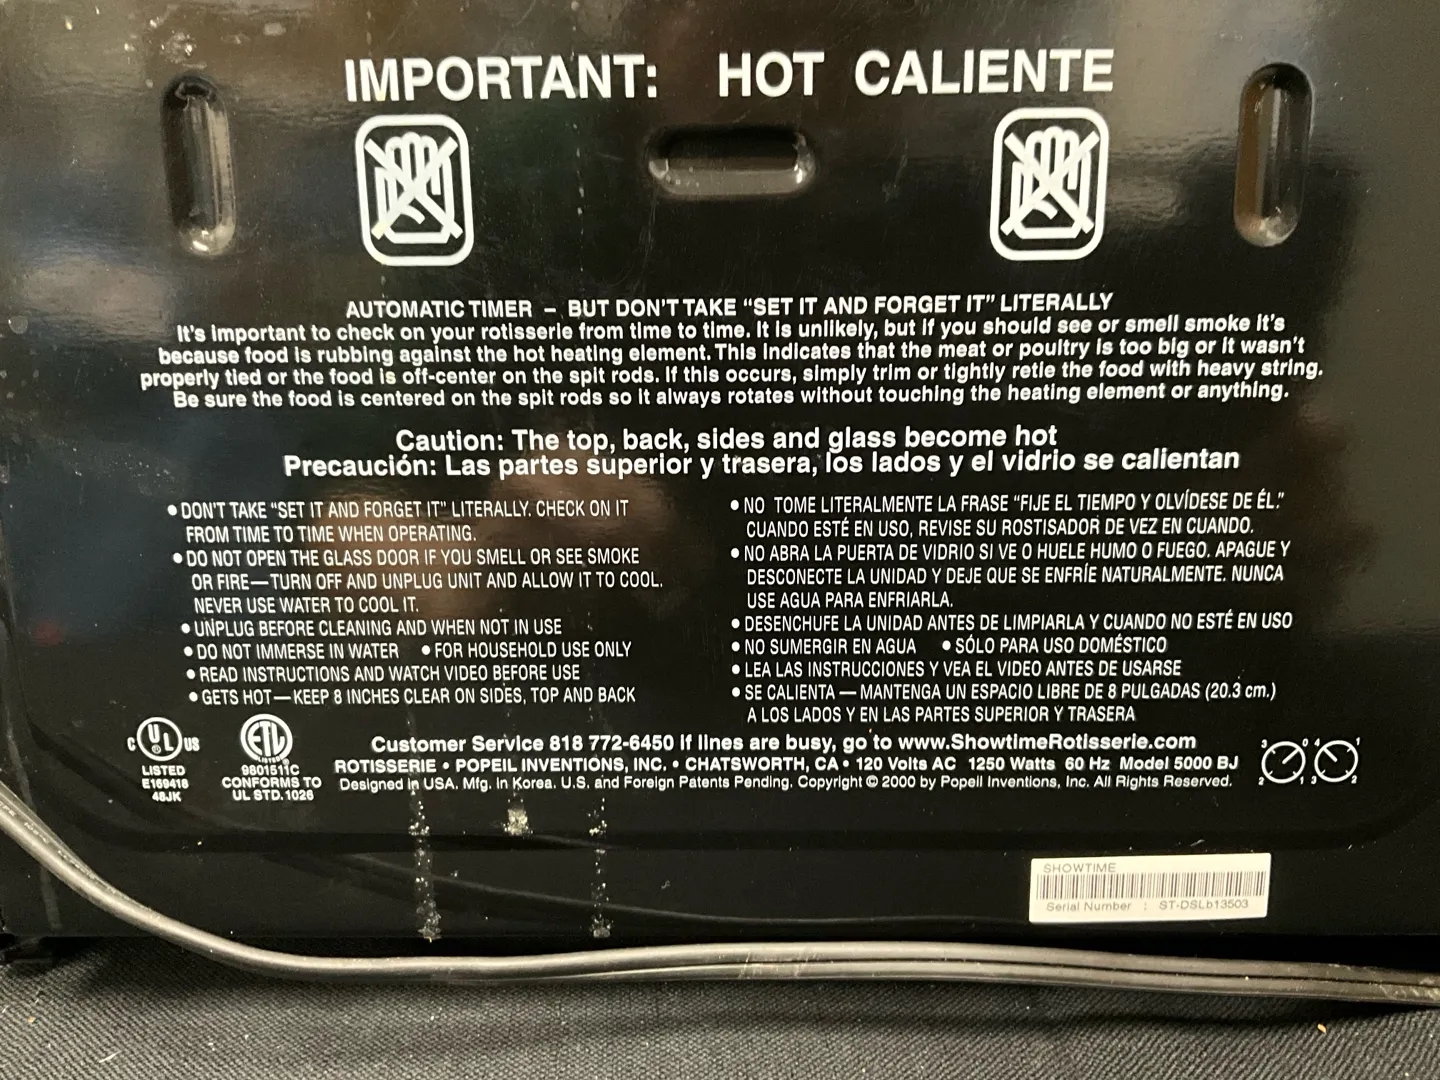 IMPORTANT: HOT CALIENTE
AUTOMATIC TIMER – BUT DON'T TAKE "SET IT AND FORGET IT" LITERALLY
It's important to check on your rotisserie from time to time. It is unlikely, but if you should see or smell smoke it's
because food is rubbing against the hot heating element. This indicates that the meat or poultry is too big or it wasn't
properly tied or the food is off-center on the spit rods. If this occurs, simply trim or tightly retie the food with heavy string.
Be sure the food is centered on the spit rods so it always rotates without touching the heating element or anything.
Caution: The top, back, sides and glass become hot
Precaución: Las partes superior y trasera, los lados y el vidrio se calientan
• DON'T TAKE "SET IT AND FORGET IT" LITERALLY. CHECK ON IT
FROM TIME TO TIME WHEN OPERATING.
• DO NOT OPEN THE GLASS DOOR IF YOU SMELL OR SEE SMOKE
OR FIRE—TURN OFF AND UNPLUG UNIT AND ALLOW IT TO COOL.
NEVER USE WATER TO COOL IT.
• UNPLUG BEFORE CLEANING AND WHEN NOT IN USE
• DO NOT IMMERSE IN WATER • FOR HOUSEHOLD USE ONLY
• READ INSTRUCTIONS AND WATCH VIDEO BEFORE USE
• GETS HOT—KEEP 8 INCHES CLEAR ON SIDES, TOP AND BACK
• NO TOME LITERALMENTE LA FRASE "FIJE EL TIEMPO Y OLVÍDESE DE ÉL."
CUANDO ESTÉ EN USO, REVISE SU ROSTISADOR DE VEZ EN CUANDO.
• NO ABRA LA PUERTA DE VIDRIO SI VE O HUELE HUMO O FUEGO. APAGUE Y
DESCONECTE LA UNIDAD Y DEJE QUE SE ENFRÍE NATURALMENTE. NUNCA
USE AGUA PARA ENFRIARLA.
• DESENCHUFE LA UNIDAD ANTES DE LIMPIARLA Y CUANDO NO ESTÉ EN USO
• NO SUMERGIR EN AGUA • SÓLO PARA USO DOMÉSTICO
• LEA LAS INSTRUCCIONES Y VEA EL VIDEO ANTES DE USARSE
• SE CALIENTA — MANTENGA UN ESPACIO LIBRE DE 8 PULGADAS (20.3 cm.)
A LOS LADOS Y EN LAS PARTES SUPERIOR Y TRASERA
C UL ® US
LISTED
E169418
48JK
ETL
LISTED
9801511C
CONFORMS TO
UL STD. 1026
Customer Service 818 772-6450 If lines are busy, go to www.ShowtimeRotisserie.com
ROTISSERIE • POPEIL INVENTIONS, INC. • CHATSWORTH, CA • 120 Volts AC 1250 Watts 60 Hz Model 5000 BJ
Designed in USA. Mfg. in Korea. U.S. and Foreign Patents Pending. Copyright © 2000 by Popeil Inventions, Inc. All Rights Reserved.
3 0 4 1
2 1 3 2
SHOWTIME
Serial Number : ST-DSLb13503